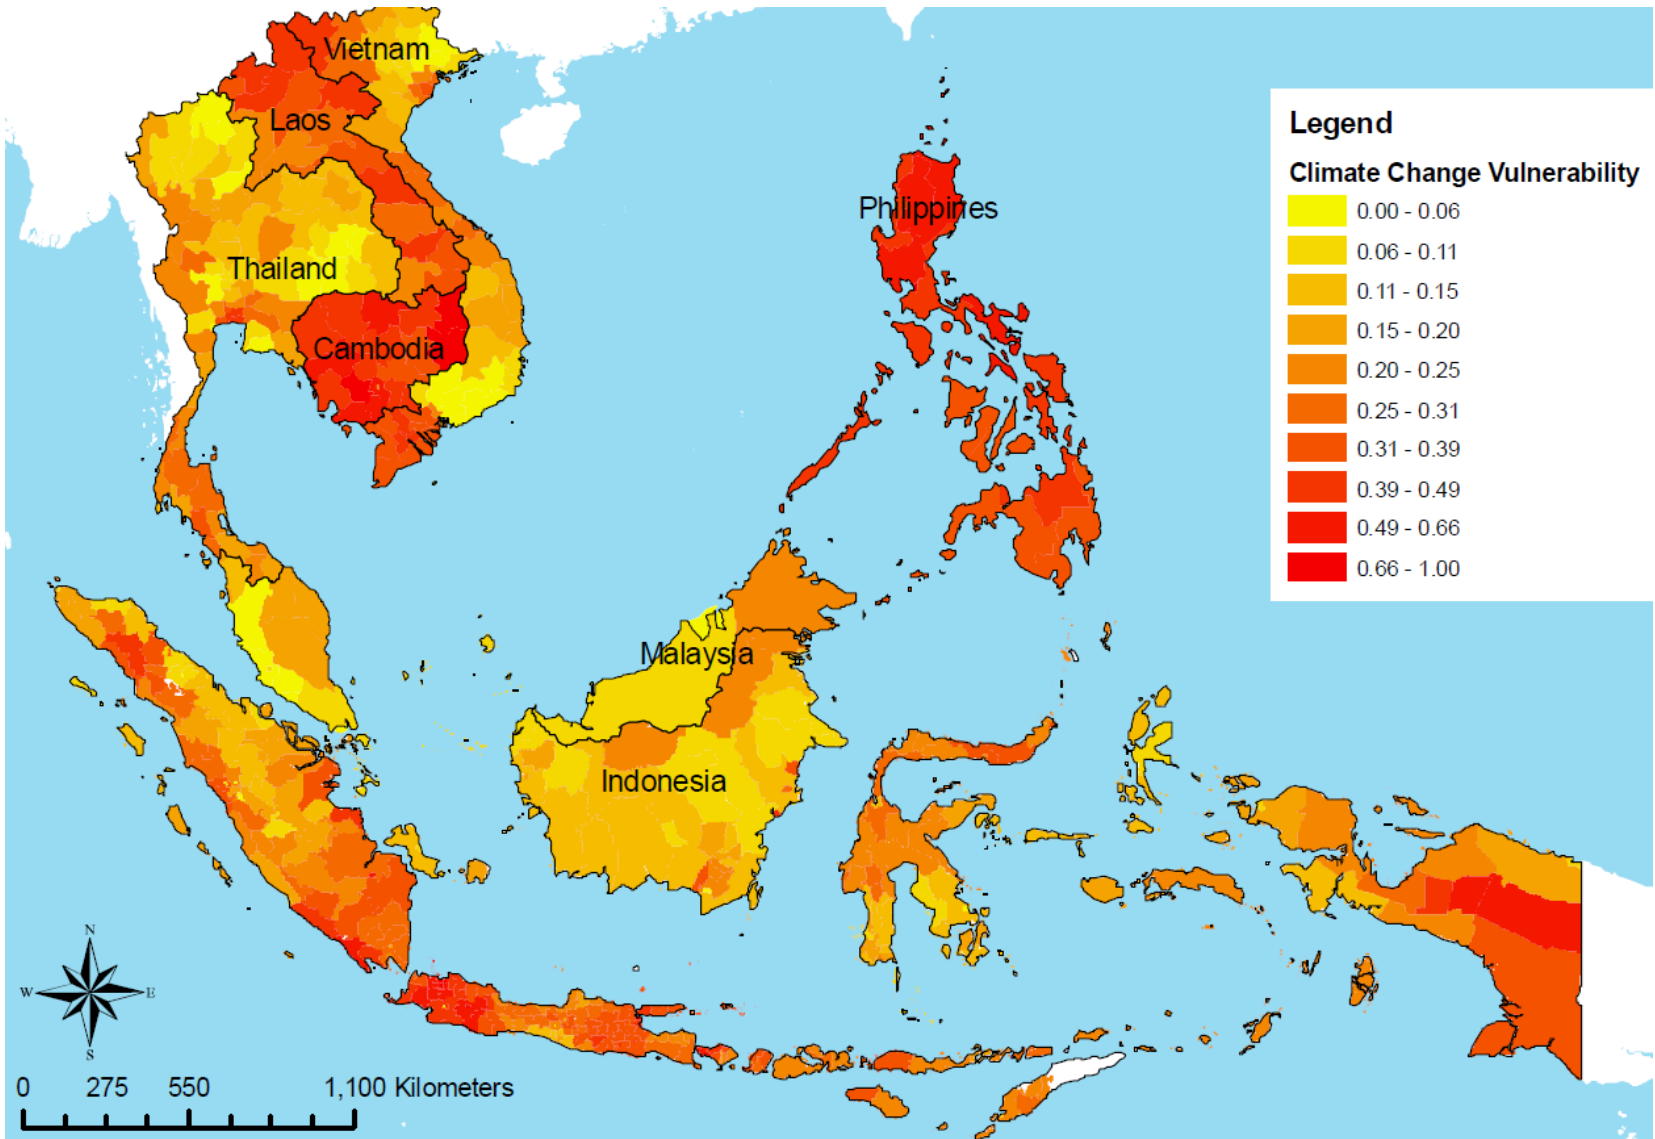 Vietnam
Laos
Thailand
Cambodia
Philippines
Malaysia
Indonesia
Legend
Climate Change Vulnerability
0.00 - 0.06
0.06 - 0.11
0.11 - 0.15
0.15 - 0.20
0.20 - 0.25
0.25 - 0.31
0.31 - 0.39
0.39 - 0.49
0.49 - 0.66
0.66 - 1.00
N
W E
S
0 275 550 1,100 Kilometers